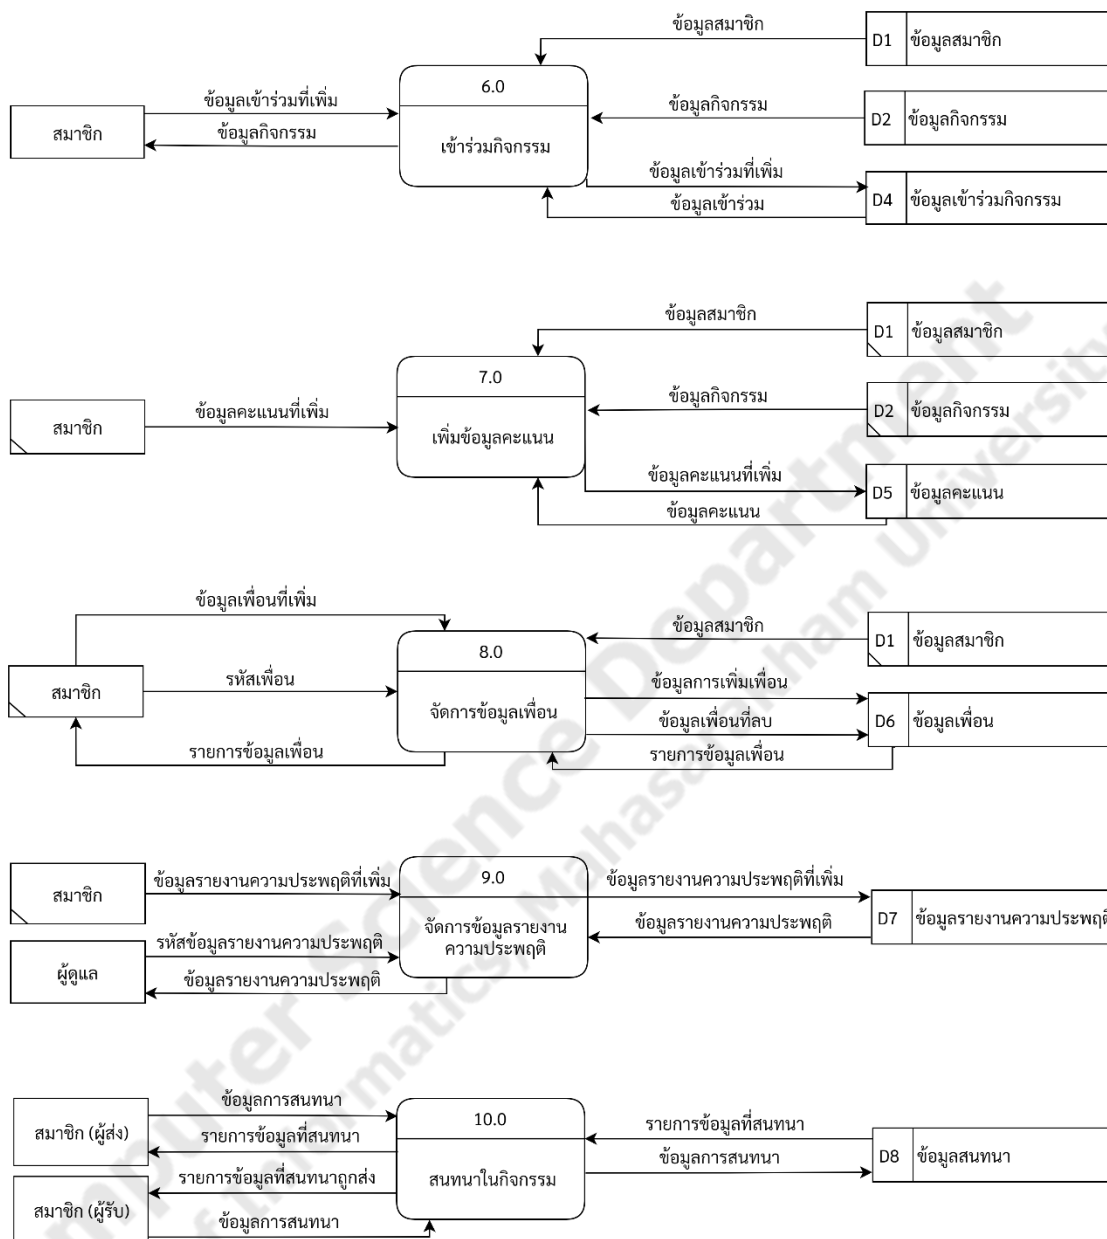 ข้อมูลสมาชิก
D1 ข้อมูลสมาชิก
6.0
สมาชิก
ข้อมูลเข้าร่วมที่เพิ่ม
ข้อมูลกิจกรรม
เข้าร่วมกิจกรรม
ข้อมูลกิจกรรม
D2 ข้อมูลกิจกรรม
ข้อมูลเข้าร่วมที่เพิ่ม
ข้อมูลเข้าร่วม
D4 ข้อมูลเข้าร่วมกิจกรรม
ข้อมูลสมาชิก
D1 ข้อมูลสมาชิก
7.0
สมาชิก
ข้อมูลคะแนนที่เพิ่ม
เพิ่มข้อมูลคะแนน
ข้อมูลกิจกรรม
D2 ข้อมูลกิจกรรม
ข้อมูลคะแนนที่เพิ่ม
ข้อมูลคะแนน
D5 ข้อมูลคะแนน
ข้อมูลเพื่อนที่เพิ่ม
8.0
ข้อมูลสมาชิก
D1 ข้อมูลสมาชิก
สมาชิก
รหัสเพื่อน
จัดการข้อมูลเพื่อน
ข้อมูลการเพิ่มเพื่อน
ข้อมูลเพื่อนที่ลบ
D6 ข้อมูลเพื่อน
รายการข้อมูลเพื่อน
รายการข้อมูลเพื่อน
สมาชิก
ข้อมูลรายงานความประพฤติที่เพิ่ม
9.0
ข้อมูลรายงานความประพฤติที่เพิ่ม
จัดการข้อมูลรายงาน
ความประพฤติ
ข้อมูลรายงานความประพฤติ
D7 ข้อมูลรายงานความประพฤติ
ผู้ดูแล
รหัสข้อมูลรายงานความประพฤติ
ข้อมูลรายงานความประพฤติ
สมาชิก (ผู้ส่ง)
ข้อมูลการสนทนา
รายการข้อมูลที่สนทนา
10.0
สนทนาในกิจกรรม
รายการข้อมูลที่สนทนา
ข้อมูลการสนทนา
D8 ข้อมูลสนทนา
สมาชิก (ผู้รับ)
รายการข้อมูลที่สนทนาถูกส่ง
ข้อมูลการสนทนา
Computer Science Department
of Informatics, Mahasarakham University